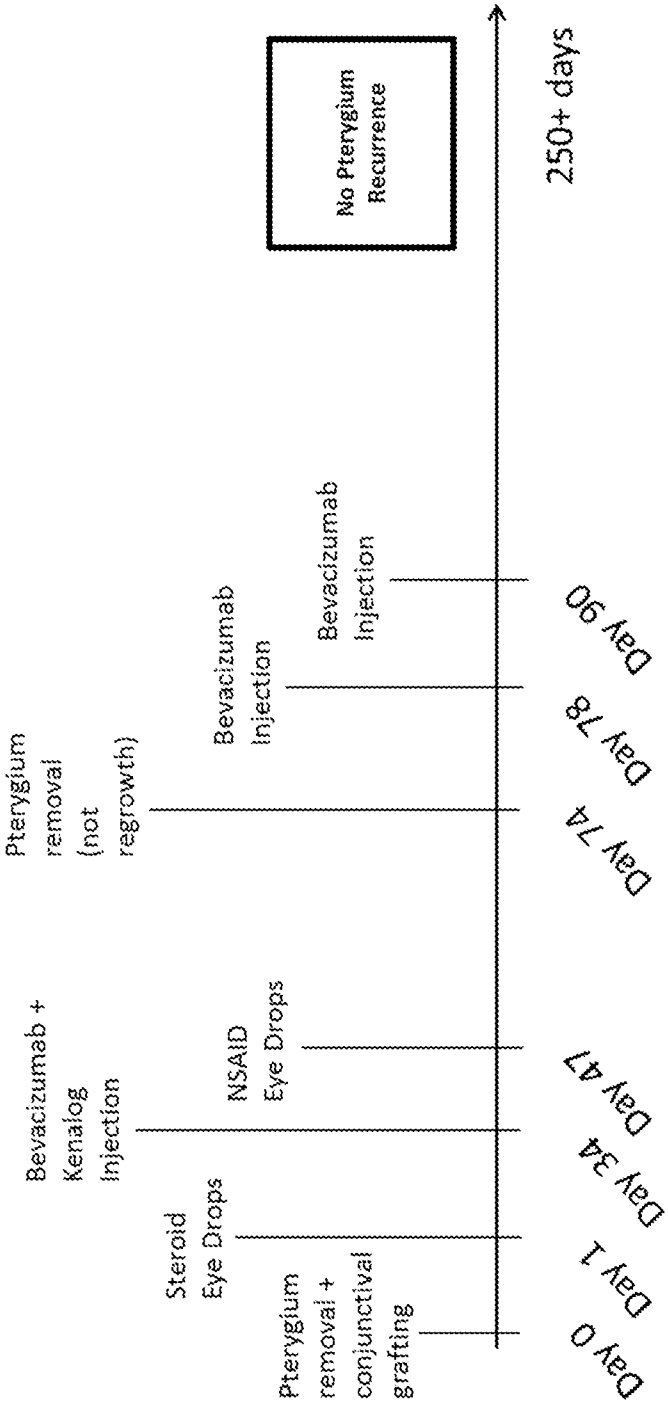 Pterygium
removal +
conjunctival
grafting
Steroid
Eye Drops
Bevacizumab +
Kenalog
Injection
NSAID
Eye Drops
Pterygium
removal
(not
regrowth)
Bevacizumab
Injection
Bevacizumab
Injection
No Pterygium
Recurrence
Day 0
Day 1
Day 34
Day 47
Day 74
Day 78
Day 90
250+ days